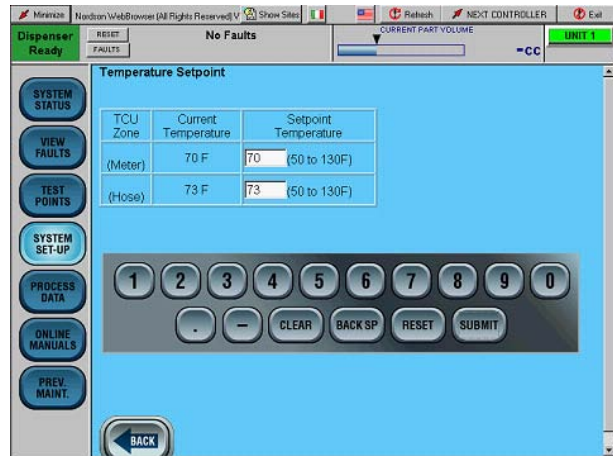 Minimize Nordson WebBrowser (All Rights Reserved) V Show Sites Refresh NEXT CONTROLLER Exit
Dispenser
Ready
RESET
FAULTS
No Faults
CURRENT PART VOLUME
-cc
UNIT 1
Temperature Setpoint
SYSTEM
STATUS
VIEW
FAULTS
TEST
POINTS
SYSTEM
SET-UP
PROCESS
DATA
ONLINE
MANUALS
PREV.
MAINT.
TCU
Zone
Current
Temperature
Setpoint
Temperature
(Meter) 70 F 70 (50 to 130F)
(Hose) 73 F 73 (50 to 130F)
1 2 3 4 5 6 7 8 9 0
. – CLEAR BACK SP RESET SUBMIT
BACK